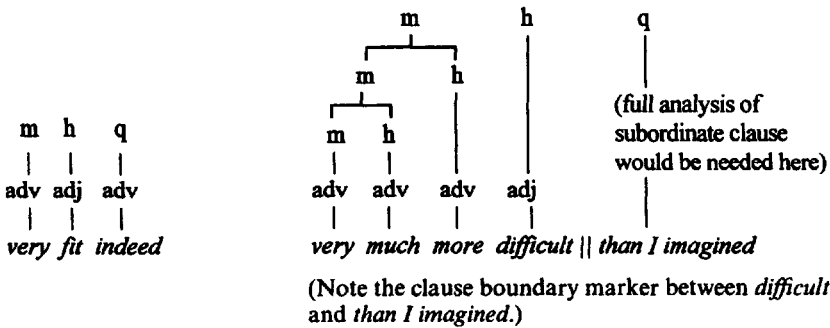 m h q
m h
m h (full analysis of
m h q subordinate clause
m h would be needed here)
adv adj adv adv adv adv adj
very fit indeed very much more difficult || than I imagined
(Note the clause boundary marker between difficult
and than I imagined.)